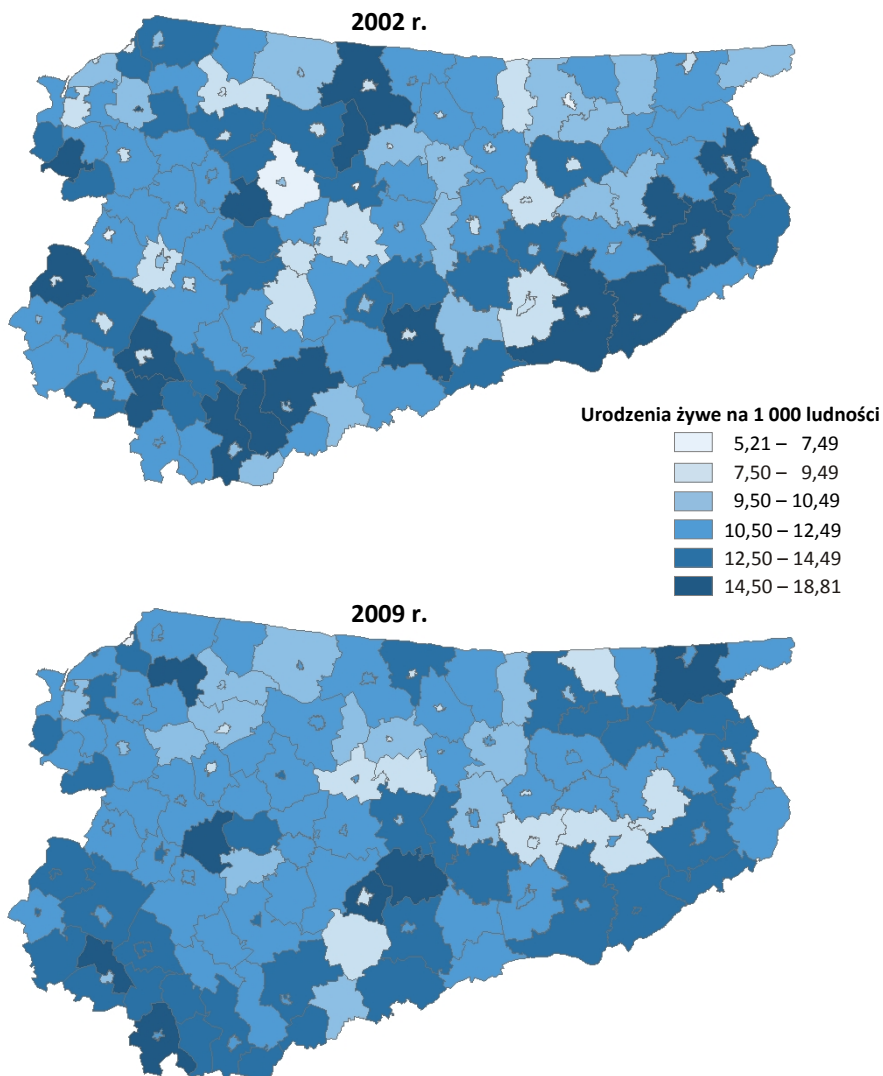 2002 r.
Urodzenia żywe na 1 000 ludności
5,21 – 7,49
7,50 – 9,49
9,50 – 10,49
10,50 – 12,49
12,50 – 14,49
14,50 – 18,81
2009 r.